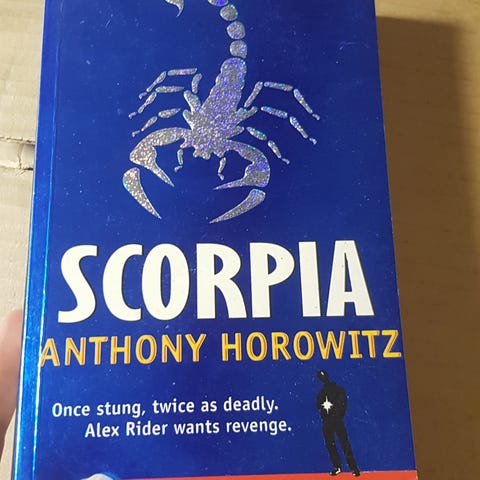 SCORPIA
ANTHONY HOROWITZ
Once stung, twice as deadly.
Alex Rider wants revenge.